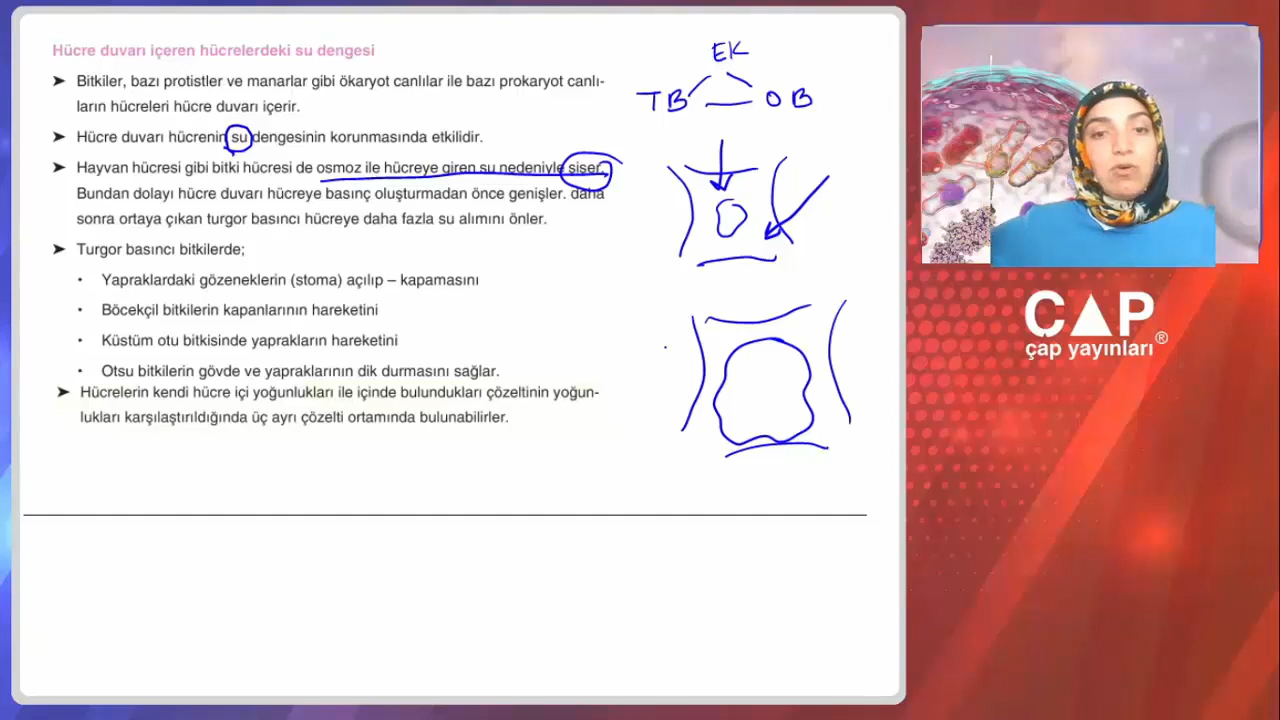 Hücre duvarı içeren hücrelerdeki su dengesi
➤ Bitkiler, bazı protistler ve manarlar gibi ökaryot canlılar ile bazı prokaryot canlı-
ların hücreleri hücre duvarı içerir.
➤ Hücre duvarı hücrenin su dengesinin korunmasında etkilidir.
➤ Hayvan hücresi gibi bitki hücresi de osmoz ile hücreye giren su nedeniyle şişer.
Bundan dolayı hücre duvarı hücreye basınç oluşturmadan önce genişler. daha
sonra ortaya çıkan turgor basıncı hücreye daha fazla su alımını önler.
➤ Turgor basıncı bitkilerde;
• Yapraklardaki gözeneklerin (stoma) açılıp – kapamasını
• Böcekçil bitkilerin kapanlarının hareketini
• Küstüm otu bitkisinde yaprakların hareketini
• Otsu bitkilerin gövde ve yapraklarının dik durmasını sağlar.
➤ Hücrelerin kendi hücre içi yoğunlukları ile içinde bulundukları çözeltinin yoğun-
lukları karşılaştırıldığında üç ayrı çözelti ortamında bulunabilirler.
EK
TB OB
ÇAP®
çap yayınları